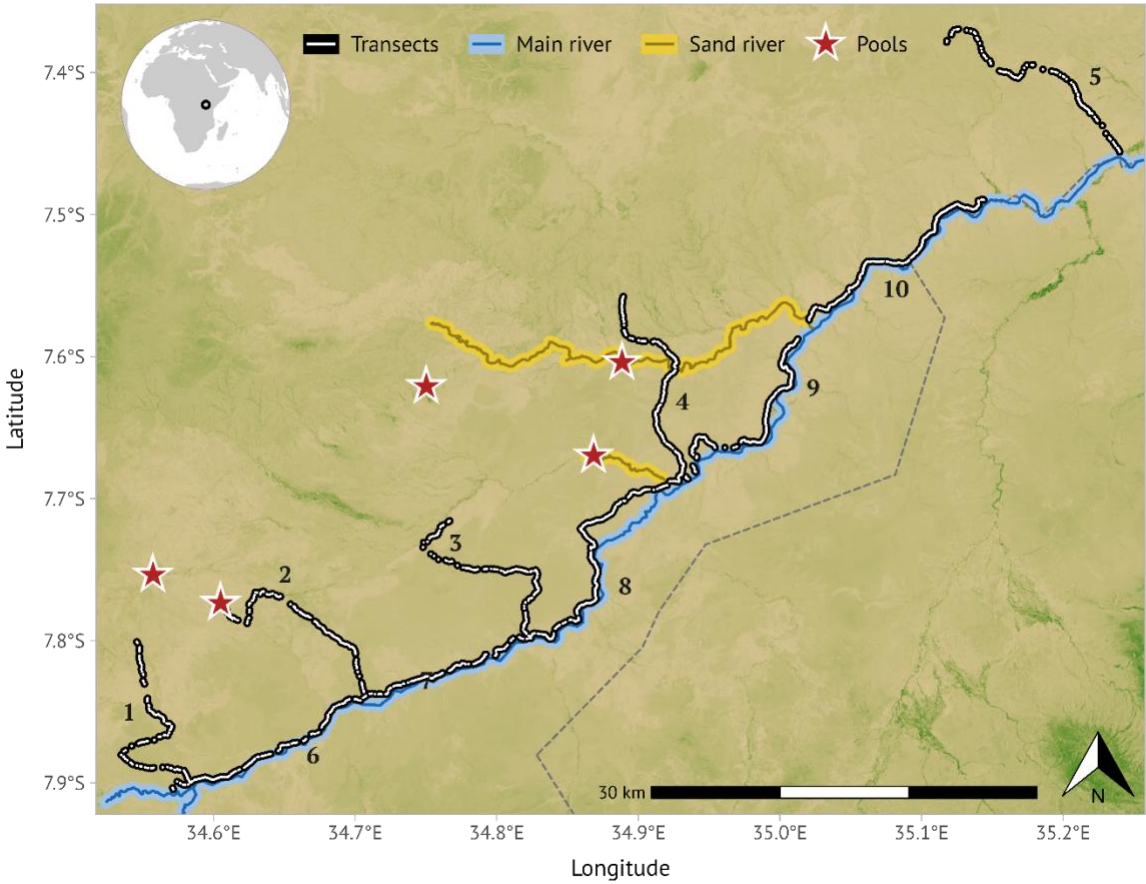 Transects Main river Sand river Pools
7.4°S
7.5°S
7.6°S
7.7°S
7.8°S
7.9°S
Latitude
5
10
9
4
3
8
2
1
6
30 km
N
34.6°E 34.7°E 34.8°E 34.9°E 35.0°E 35.1°E 35.2°E
Longitude